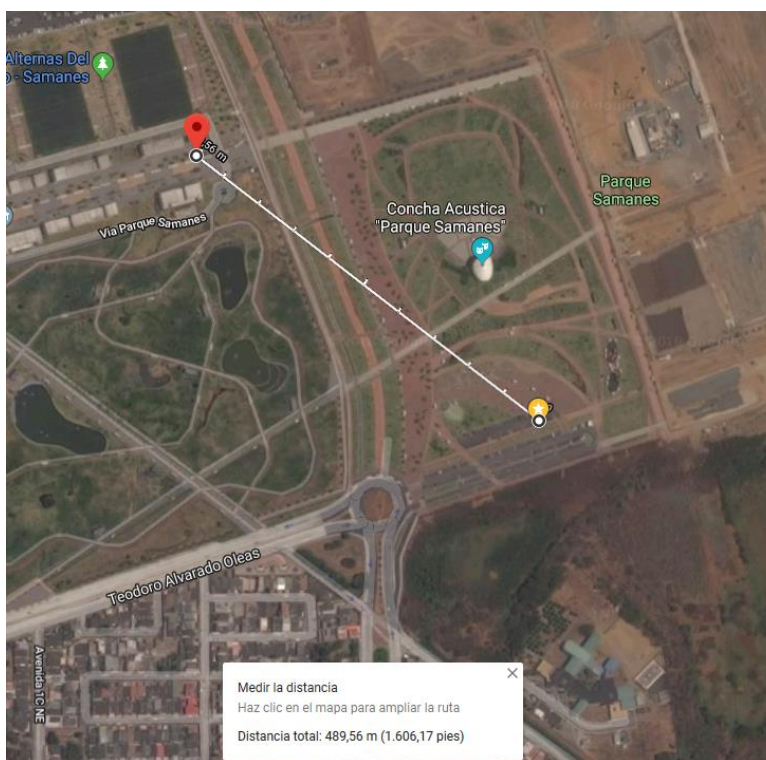 Alternas Del
- Samanes
56 m
Via Parque Samanes
Concha Acustica
"Parque Samanes"
Parque
Samanes
Teodoro Alvarado Oleas
Avenida 1C NE
Medir la distancia
Haz clic en el mapa para ampliar la ruta
Distancia total: 489,56 m (1.606,17 pies)